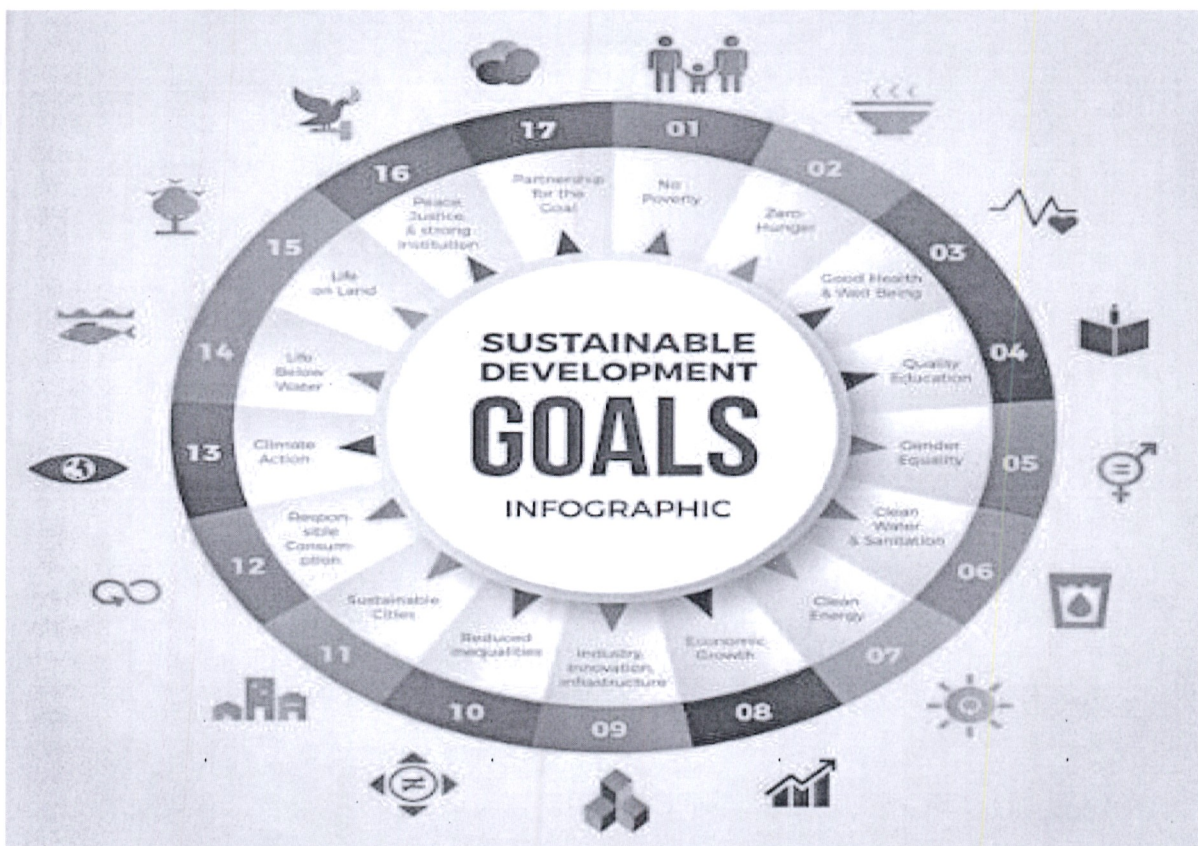 SUSTAINABLE
DEVELOPMENT
GOALS
INFOGRAPHIC
01
No
Poverty
02
Zero
Hunger
03
Good Health
& Well Being
04
Quality
Education
05
Gender
Equality
06
Clean
Water
& Sanitation
07
Clean
Energy
08
Economic
Growth
09
Industry,
Innovation,
infrastructure
10
Reduced
Inequalities
11
Sustainable
Cities
12
Respon-
sible
Consum-
ption
13
Climate
Action
14
Life
Below
Water
15
Life
on Land
16
Peace
Justice
& strong
institution
17
Partnership
for the
Goal